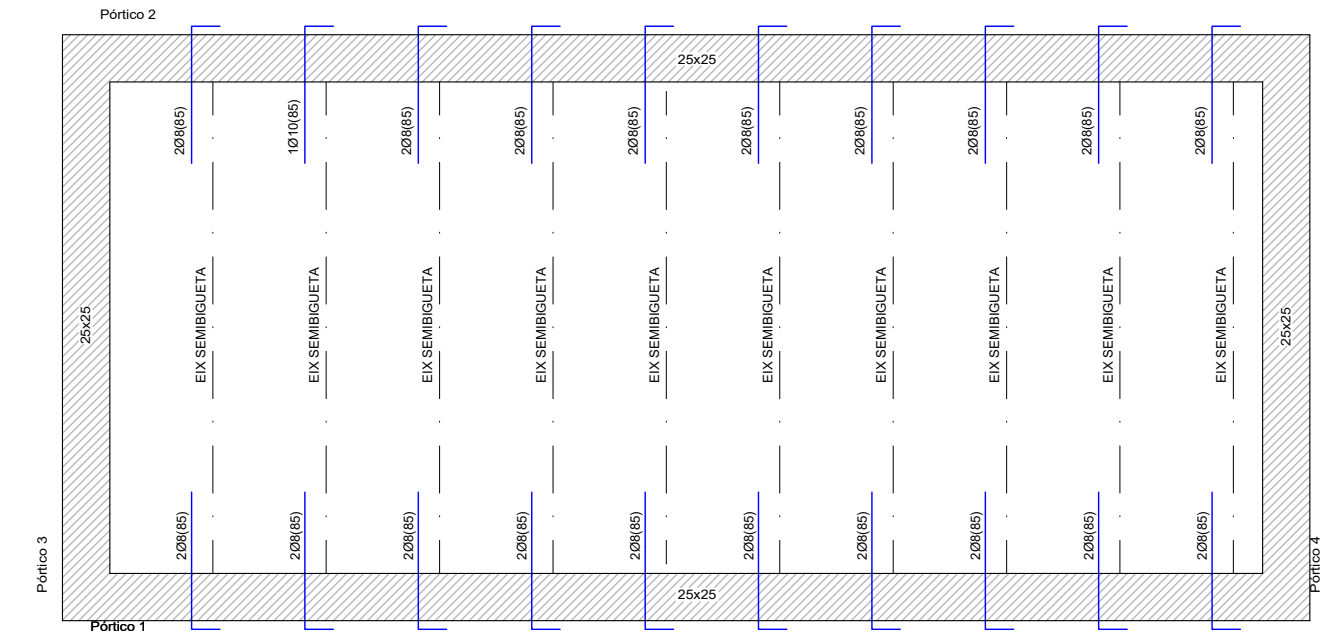 Pórtico 2
25x25
2Ø8(85)
1Ø10(85)
2Ø8(85)
2Ø8(85)
2Ø8(85)
2Ø8(85)
2Ø8(85)
2Ø8(85)
2Ø8(85)
2Ø8(85)
25x25
EIX SEMIBIGUETA
EIX SEMIBIGUETA
EIX SEMIBIGUETA
EIX SEMIBIGUETA
EIX SEMIBIGUETA
EIX SEMIBIGUETA
EIX SEMIBIGUETA
EIX SEMIBIGUETA
EIX SEMIBIGUETA
EIX SEMIBIGUETA
25x25
2Ø8(85)
2Ø8(85)
2Ø8(85)
2Ø8(85)
2Ø8(85)
2Ø8(85)
2Ø8(85)
2Ø8(85)
2Ø8(85)
2Ø8(85)
Pórtico 3
Pórtico 4
25x25
Pórtico 1